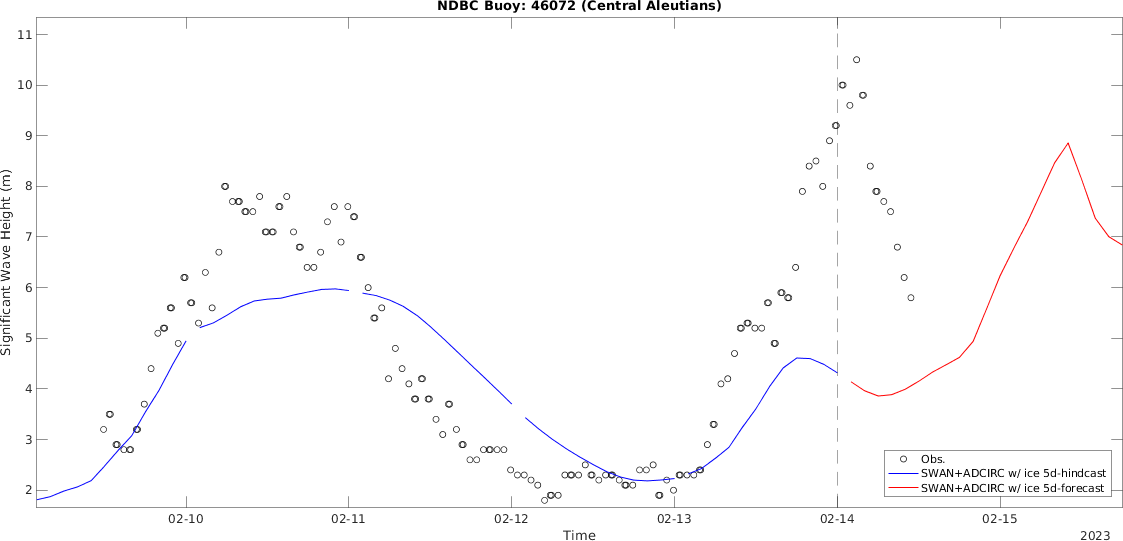 NDBC Buoy: 46072 (Central Aleutians)
11
10
9
8
7
6
5
4
3
2
Significant Wave Height (m)
Obs.
SWAN+ADCIRC w/ ice 5d-hindcast
SWAN+ADCIRC w/ ice 5d-forecast
02-10
02-11
02-12
02-13
02-14
02-15
Time
2023